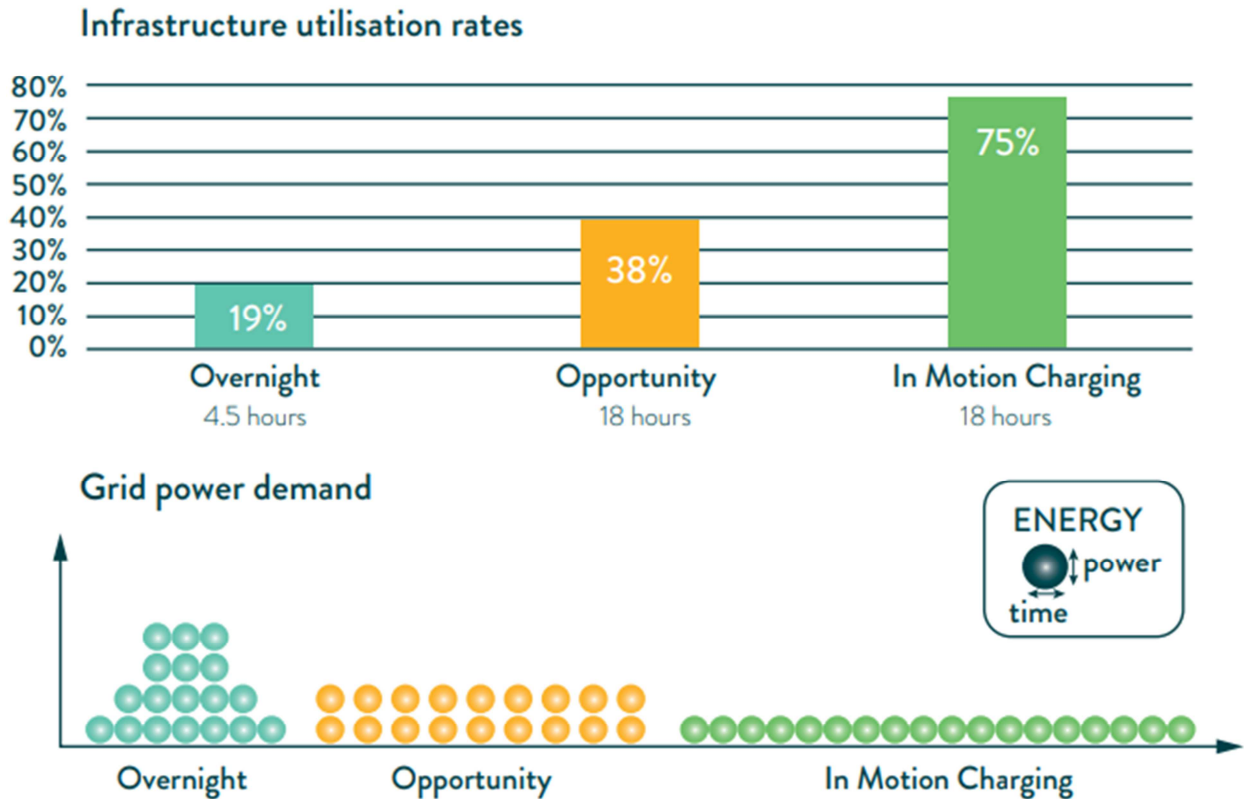 Infrastructure utilisation rates
80%
70%
60%
50%
40%
30%
20%
10%
0%
19%
38%
75%
Overnight
4.5 hours
Opportunity
18 hours
In Motion Charging
18 hours
Grid power demand
ENERGY
power
time
Overnight
Opportunity
In Motion Charging